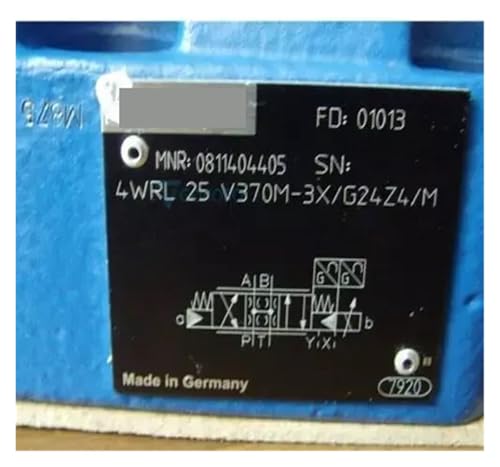 FD: 01013
MNR: 0811404405 SN:
4WRL 25 V370M-3X/G24Z4/M
G G
A B
a b
P T Y X
Made in Germany
7920